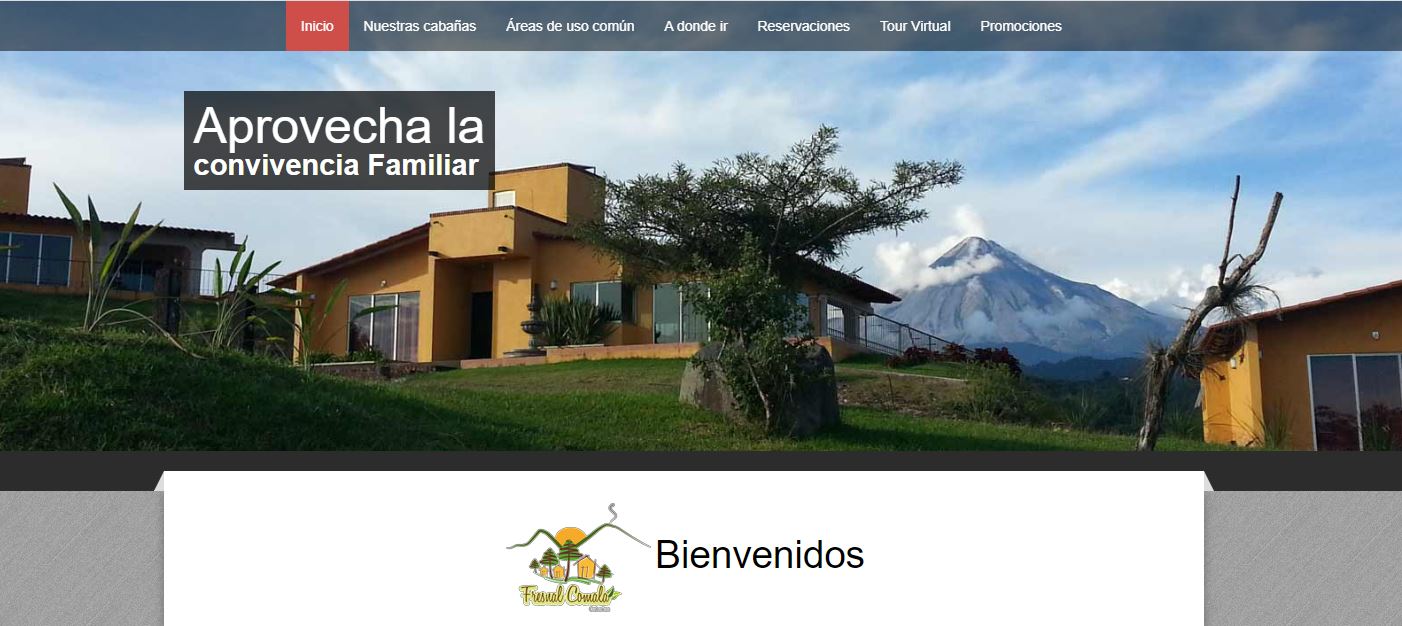 Inicio
Nuestras cabañas
Áreas de uso común
A donde ir
Reservaciones
Tour Virtual
Promociones
Aprovecha la
convivencia Familiar
Bienvenidos
Fresnal Comala